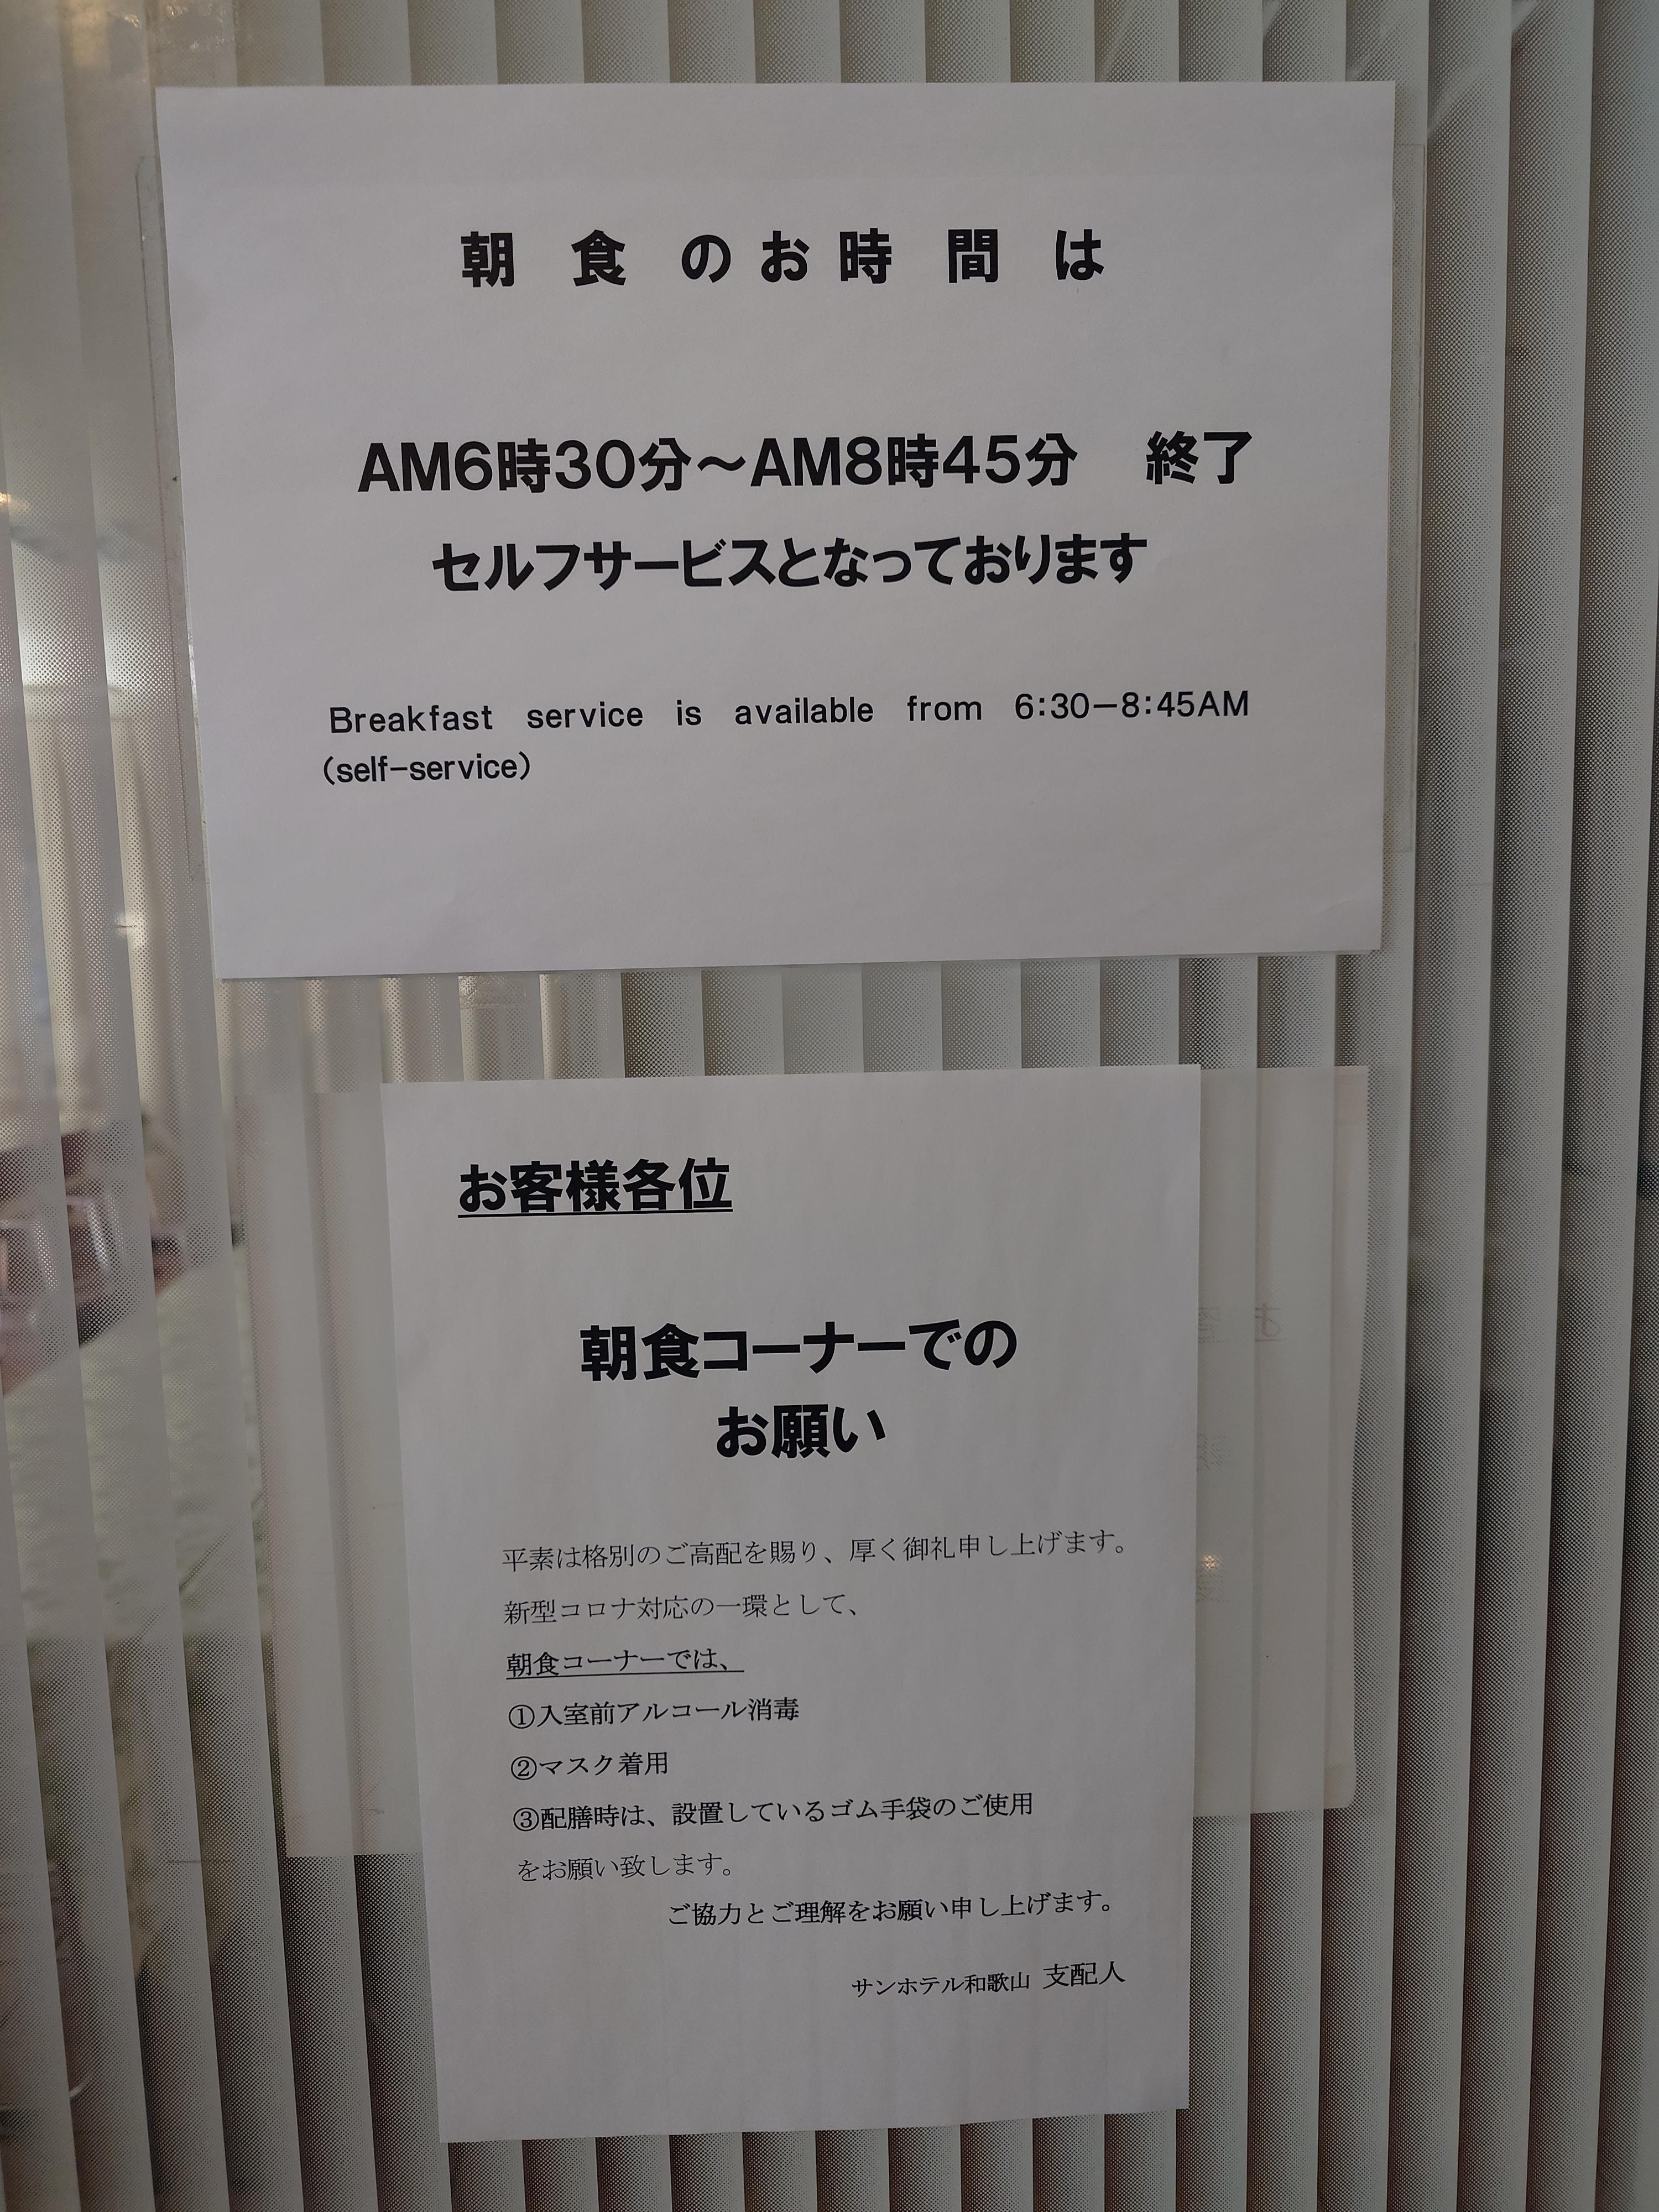 朝食のお時間は
AM6時30分～AM8時45分　終了
セルフサービスとなっております
Breakfast service is available from 6:30－8:45AM
(self－service)
お客様各位
朝食コーナーでの
お願い
平素は格別のご高配を賜り、厚く御礼申し上げます。
新型コロナ対応の一環として、
朝食コーナーでは、
①入室前アルコール消毒
②マスク着用
③配膳時は、設置しているゴム手袋のご使用
をお願い致します。
ご協力とご理解をお願い申し上げます。
サンホテル和歌山 支配人